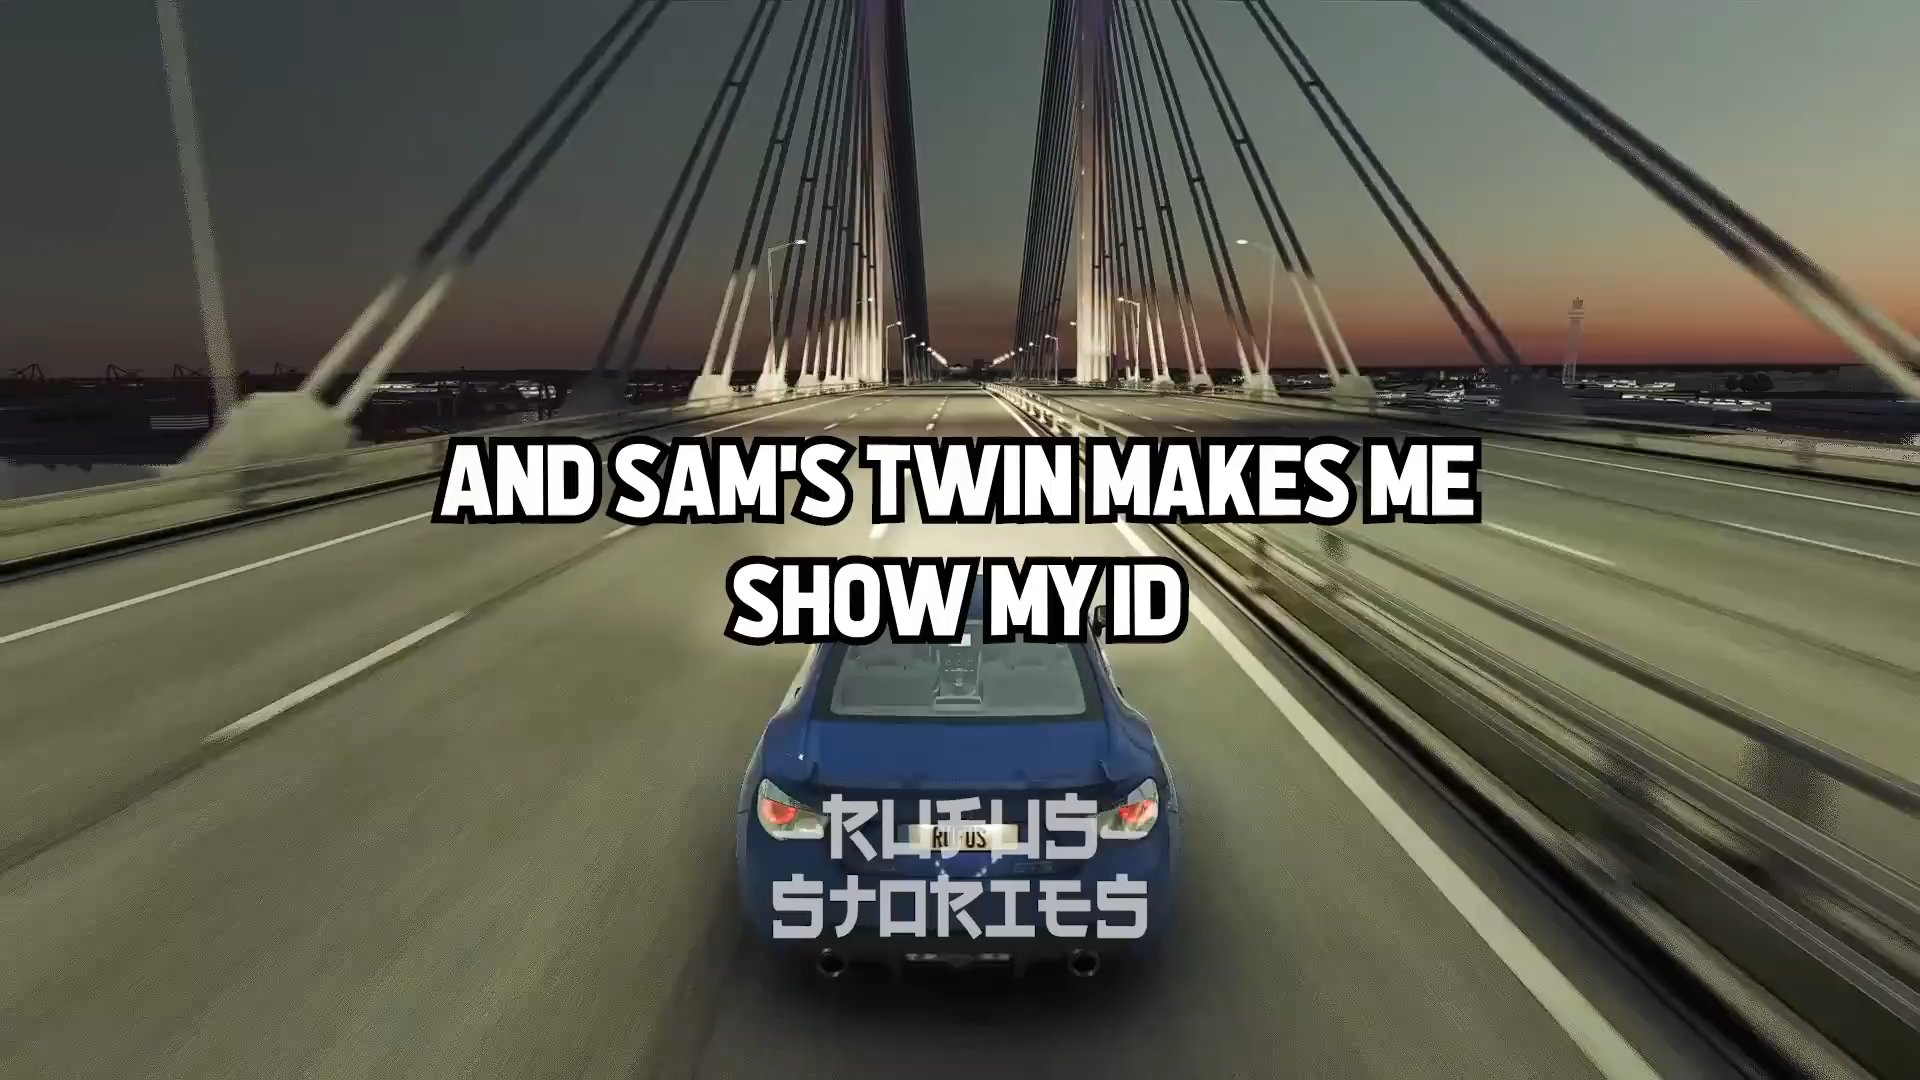 AND SAM'S TWIN MAKES ME
SHOW MY ID
RUFUS
RUFUS
STORIES